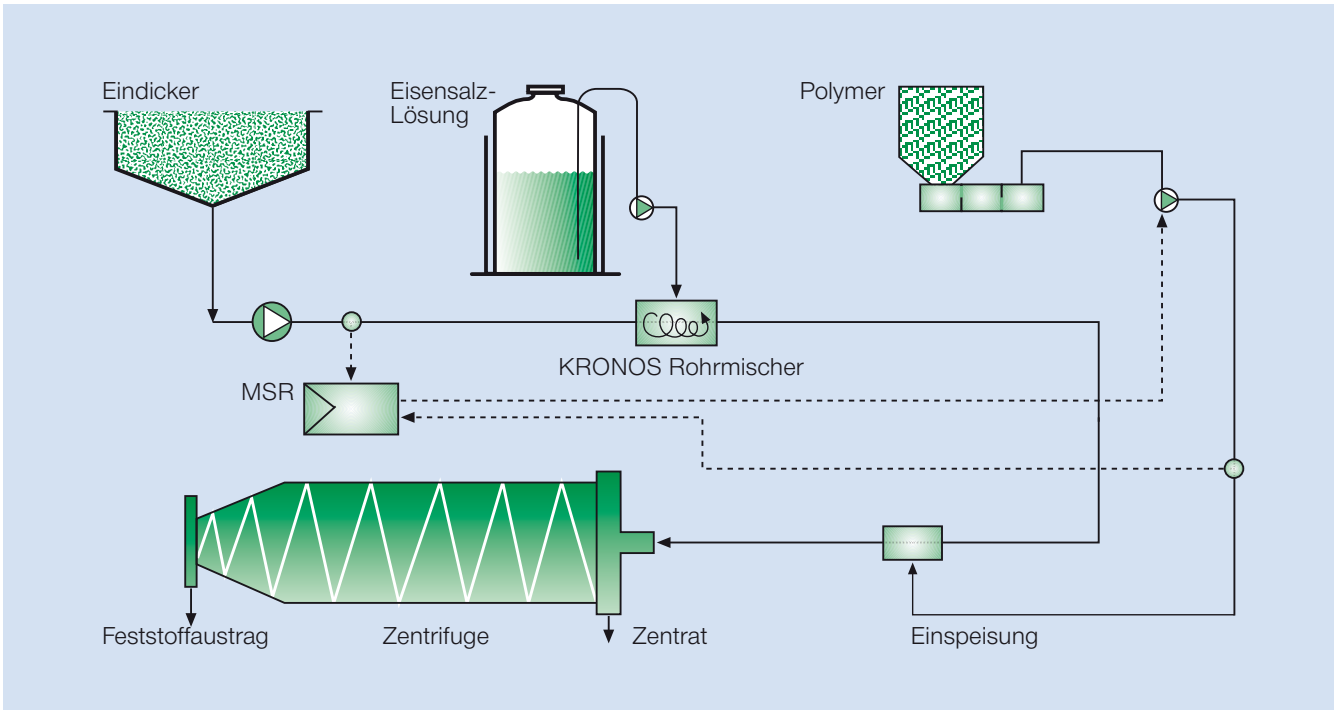 Eindicker
Eisensalz-
Lösung
Polymer
KRONOS Rohrmischer
MSR
Feststoffaustrag
Zentrifuge
Zentrat
Einspeisung